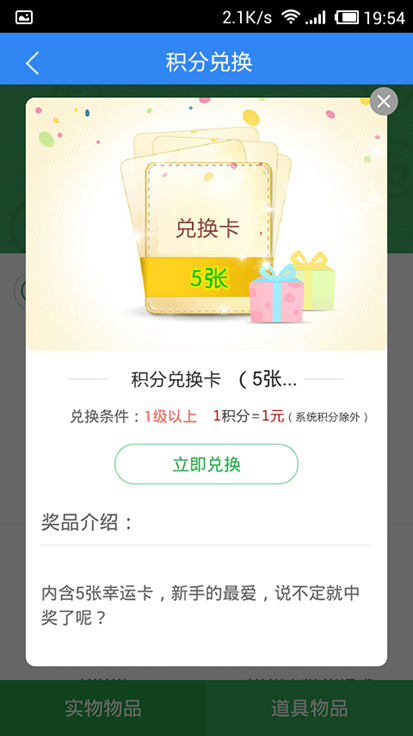 2.1K/s 19:54
积分兑换
兑换卡
5张
积分兑换卡 （5张...
兑换条件：1级以上 1积分=1元（系统积分除外）
立即兑换
奖品介绍：
内含5张幸运卡，新手的最爱，说不定就中
奖了呢？
实物物品 道具物品